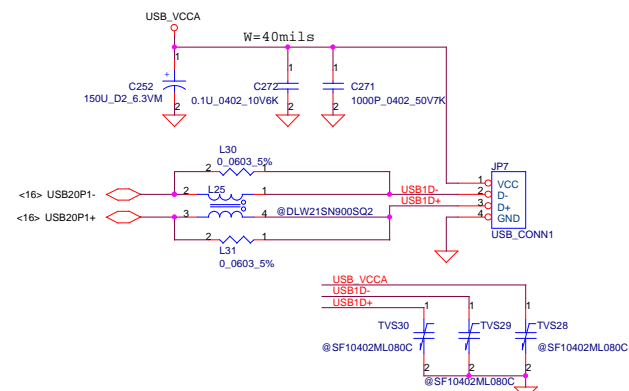 USB_VCCA
W=40mils
1
1
1
+
C252
150U_D2_6.3VM
C272
0.1U_0402_10V6K
C271
1000P_0402_50V7K
2
2
2
L30
0_0603_5%
2
1
JP7
<16> USB20P1-
2
L25
1
USB1D-
1
VCC
2
D-
<16> USB20P1+
3
4
@DLW21SN900SQ2
USB1D+
3
D+
4
GND
2
1
USB_CONN1
L31
0_0603_5%
USB_VCCA
USB1D-
USB1D+
1
1
1
TVS30
TVS29
TVS28
@SF10402ML080C
@SF10402ML080C
2
2
2
@SF10402ML080C